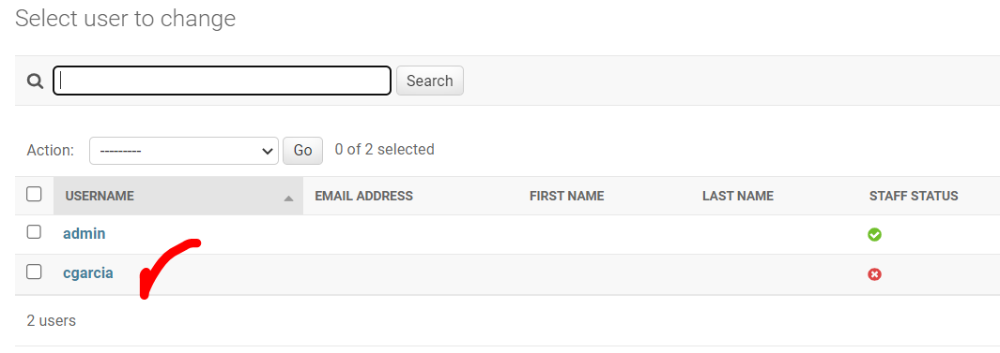 Select user to change
Search
Action: --------- Go 0 of 2 selected
USERNAME EMAIL ADDRESS FIRST NAME LAST NAME STAFF STATUS
admin
cgarcia
2 users